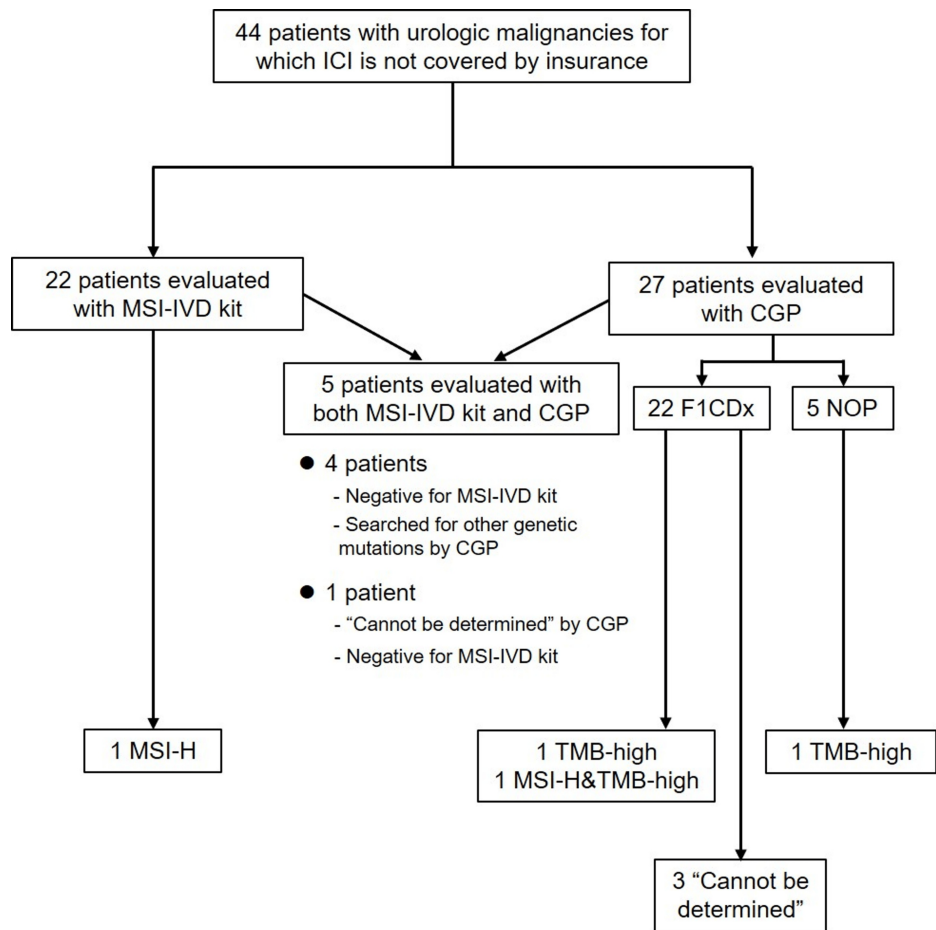 44 patients with urologic malignancies for
which ICI is not covered by insurance
22 patients evaluated
with MSI-IVD kit
27 patients evaluated
with CGP
5 patients evaluated with
both MSI-IVD kit and CGP
22 F1CDx
5 NOP
● 4 patients
- Negative for MSI-IVD kit
- Searched for other genetic
mutations by CGP
● 1 patient
- “Cannot be determined” by CGP
- Negative for MSI-IVD kit
1 MSI-H
1 TMB-high
1 MSI-H&TMB-high
1 TMB-high
3 “Cannot be
determined”